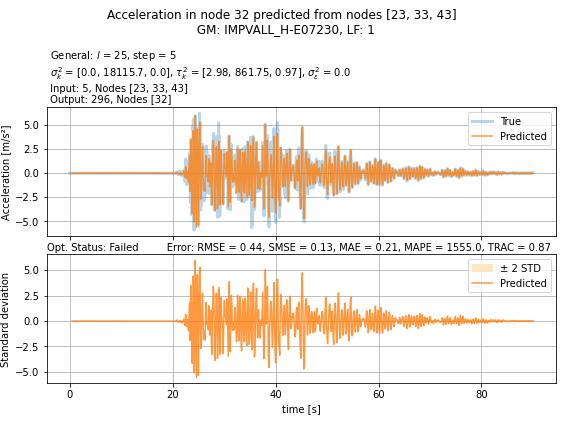 Acceleration in node 32 predicted from nodes [23, 33, 43]
GM: IMPVALL_H-E07230, LF: 1
General: l = 25, step = 5
σ²ₖ = [0.0, 18115.7, 0.0], τ²ₖ = [2.98, 861.75, 0.97], σ²ε = 0.0
Input: 5, Nodes [23, 33, 43]
Output: 296, Nodes [32]
Acceleration [m/s²]
5.0
2.5
0.0
−2.5
−5.0
True
Predicted
Opt. Status: Failed
Error: RMSE = 0.44, SMSE = 0.13, MAE = 0.21, MAPE = 1555.0, TRAC = 0.87
Standard deviation
5.0
2.5
0.0
−2.5
−5.0
± 2 STD
Predicted
0 20 40 60 80
time [s]